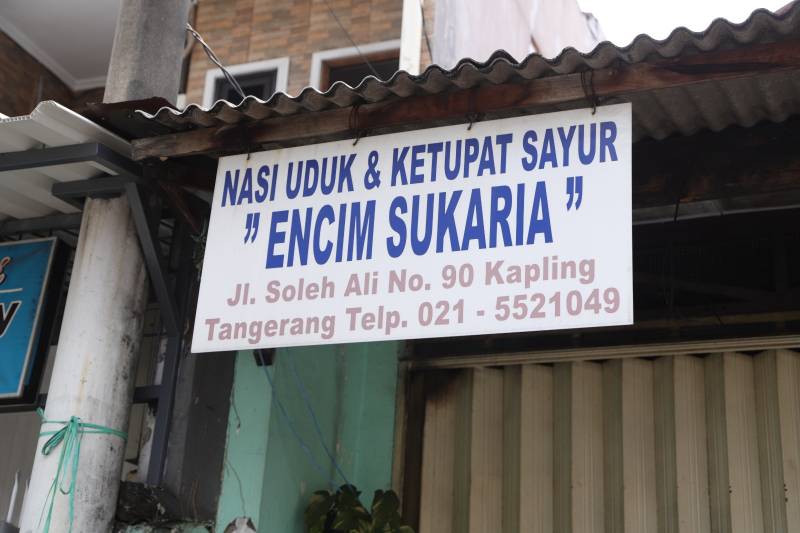 NASI UDUK & KETUPAT SAYUR
" ENCIM SUKARIA "
Jl. Soleh Ali No. 90 Kapling
Tangerang Telp. 021 - 5521049